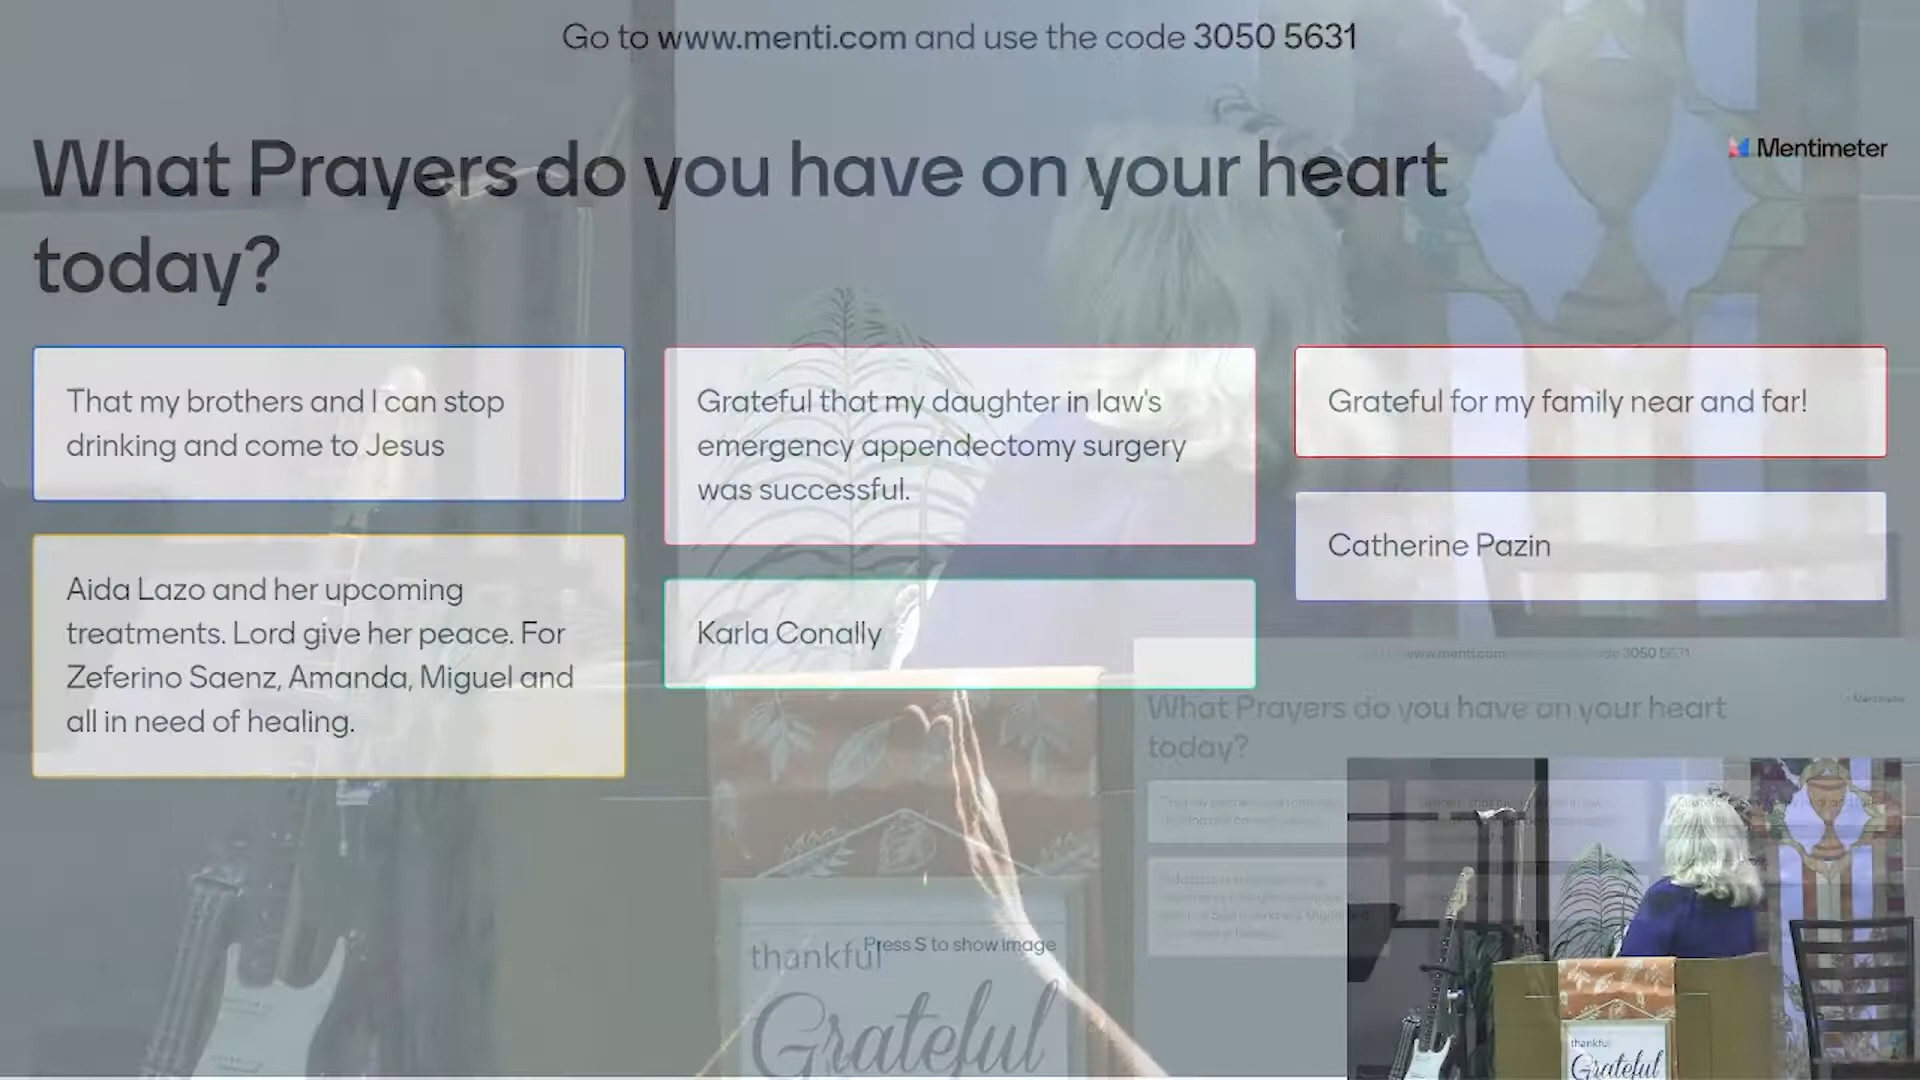 Go to www.menti.com and use the code 3050 5631
What Prayers do you have on your heart
today?
Mentimeter
That my brothers and I can stop
drinking and come to Jesus
Aida Lazo and her upcoming
treatments. Lord give her peace. For
Zeferino Saenz, Amanda, Miguel and
all in need of healing.
Grateful that my daughter in law's
emergency appendectomy surgery
was successful.
Karla Conally
Grateful for my family near and far!
Catherine Pazin
www.menti.com
3050 5631
What Prayers do you have on your heart
today?
Press S to show image
thankful
Grateful
thankful
Grateful